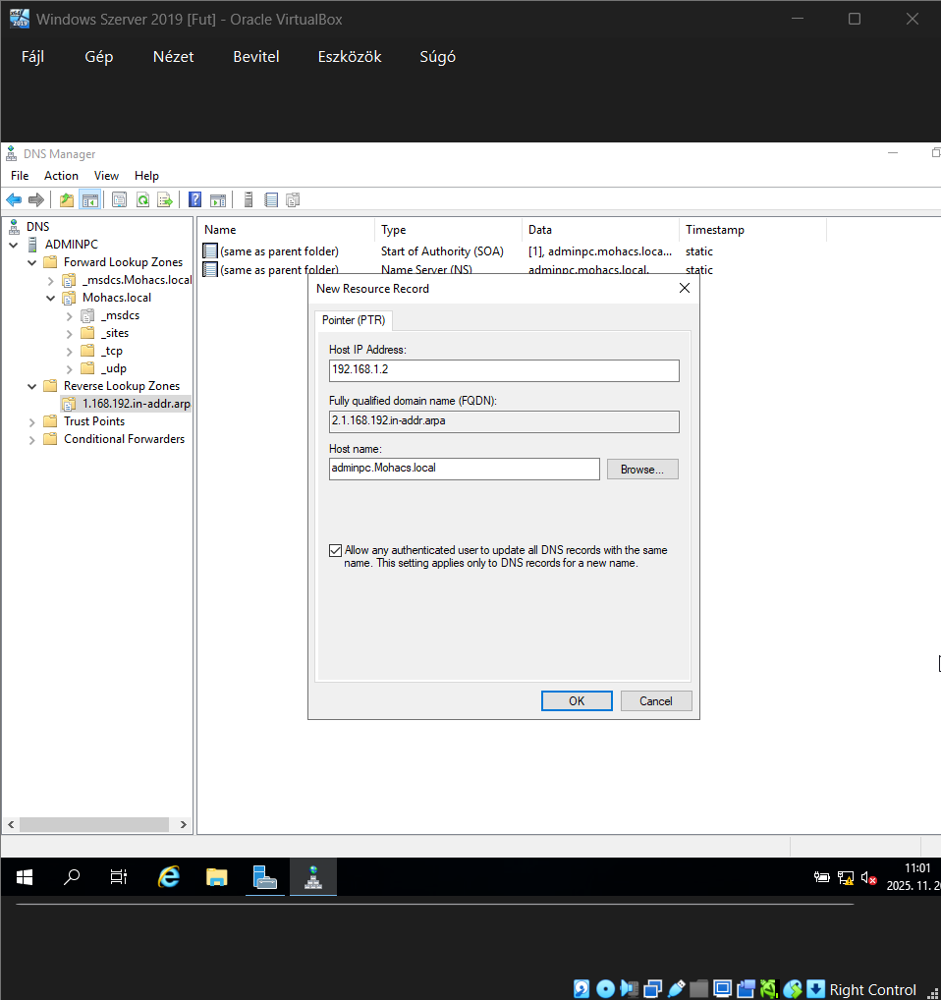 Windows Szerver 2019 [Fut] - Oracle VirtualBox
Fájl Gép Nézet Bevitel Eszközök Súgó
DNS Manager
File Action View Help
DNS
ADMINPC
Forward Lookup Zones
_msdcs.Mohacs.local
Mohacs.local
_msdcs
_sites
_tcp
_udp
Reverse Lookup Zones
1.168.192.in-addr.arpa
Trust Points
Conditional Forwarders
Name Type Data Timestamp
(same as parent folder) Start of Authority (SOA) [1], adminpc.mohacs.loca... static
(same as parent folder) Name Server (NS) adminpc.mohacs.local. static
New Resource Record
Pointer (PTR)
Host IP Address:
192.168.1.2
Fully qualified domain name (FQDN):
2.1.168.192.in-addr.arpa
Host name:
adminpc.Mohacs.local
Browse...
Allow any authenticated user to update all DNS records with the same
name. This setting applies only to DNS records for a new name.
OK Cancel
11:01
2025. 11. 2
Right Control